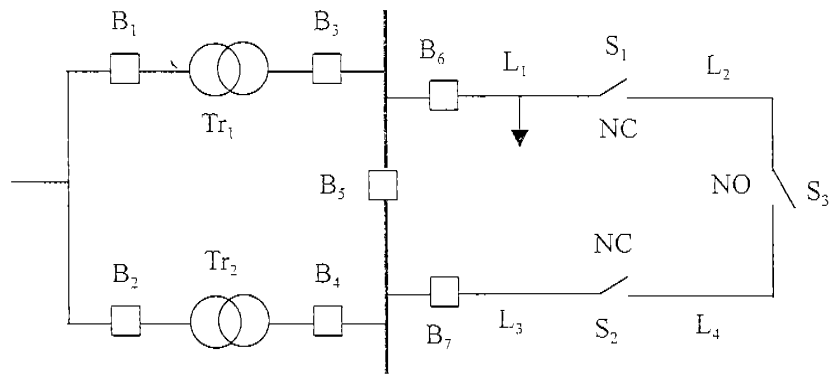 B₁
B₃
B₆
L₁
S₁
L₂
Tr₁
NC
B₅
NO
S₃
Tr₂
NC
B₂
B₄
B₇
L₃
S₂
L₄